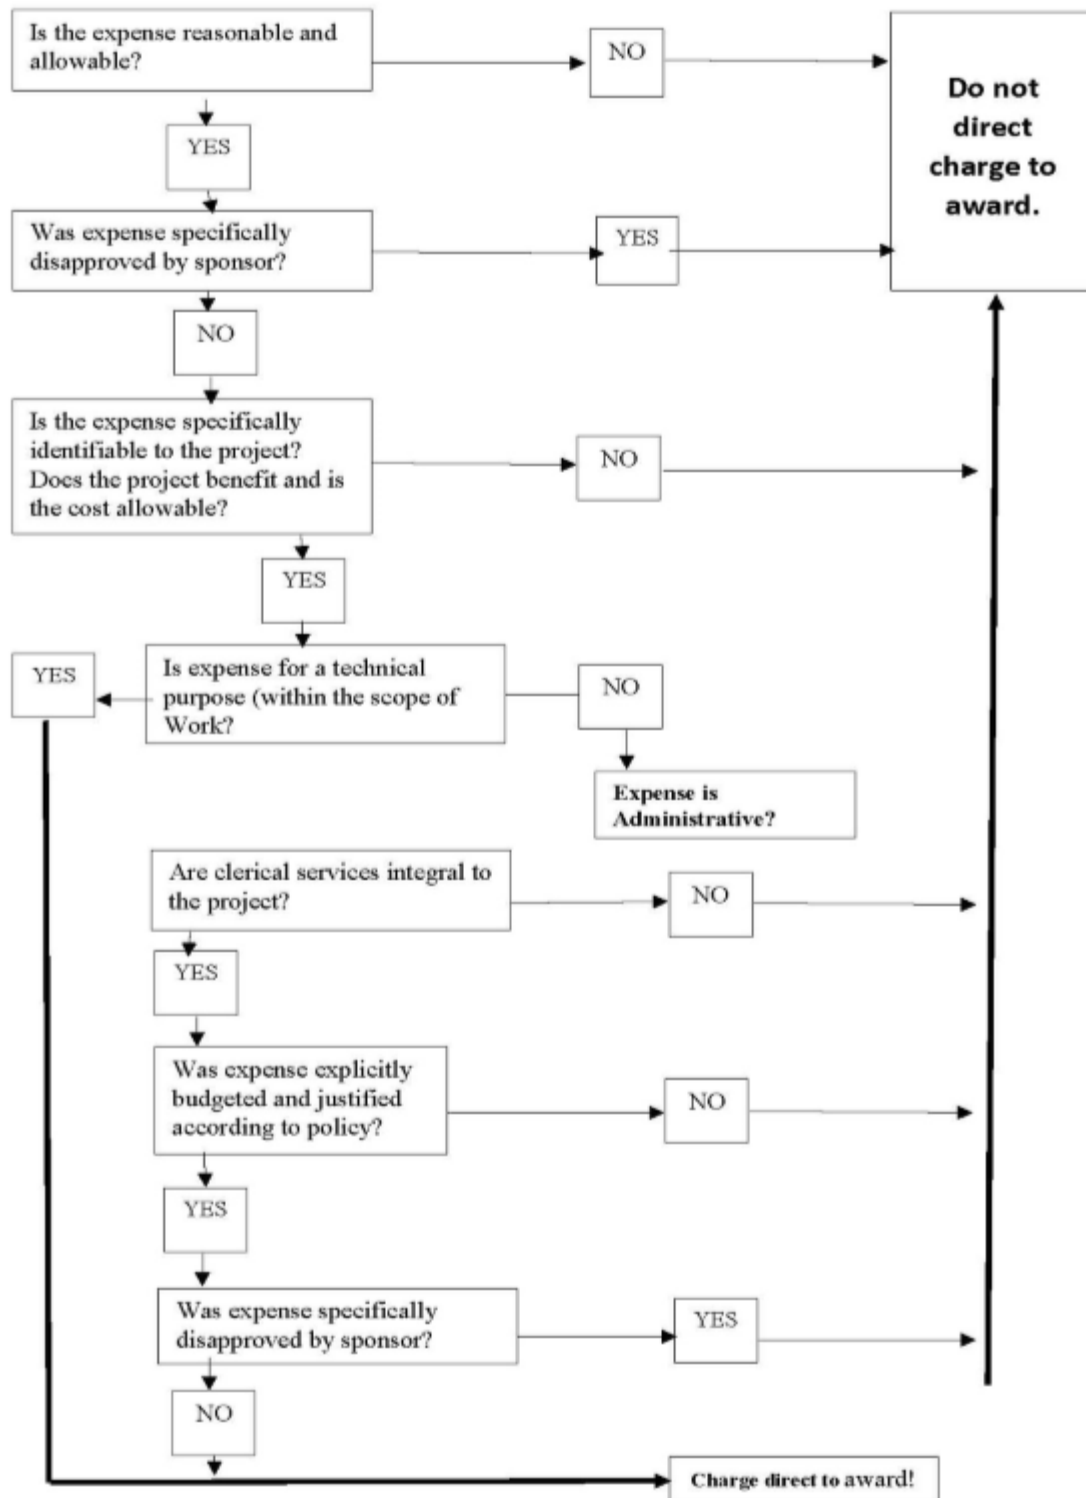 Is the expense reasonable and
allowable?
NO
Do not
direct
charge to
award.
YES
Was expense specifically
disapproved by sponsor?
YES
NO
Is the expense specifically
identifiable to the project?
Does the project benefit and is
the cost allowable?
NO
YES
YES
Is expense for a technical
purpose (within the scope of
Work?
NO
Expense is
Administrative?
Are clerical services integral to
the project?
NO
YES
Was expense explicitly
budgeted and justified
according to policy?
NO
YES
Was expense specifically
disapproved by sponsor?
YES
NO
Charge direct to award!